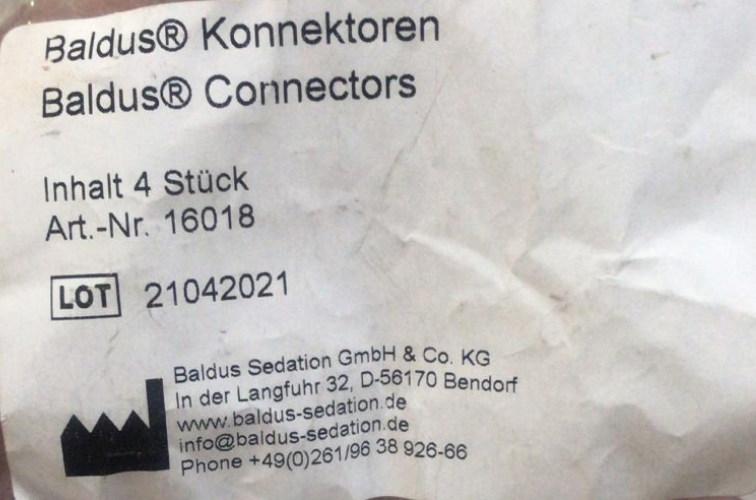 Baldus® Konnektoren
Baldus® Connectors
Inhalt 4 Stück
Art.-Nr. 16018
LOT 21042021
Baldus Sedation GmbH & Co. KG
In der Langfuhr 32, D-56170 Bendorf
www.baldus-sedation.de
info@baldus-sedation.de
Phone +49(0)261/96 38 926-66